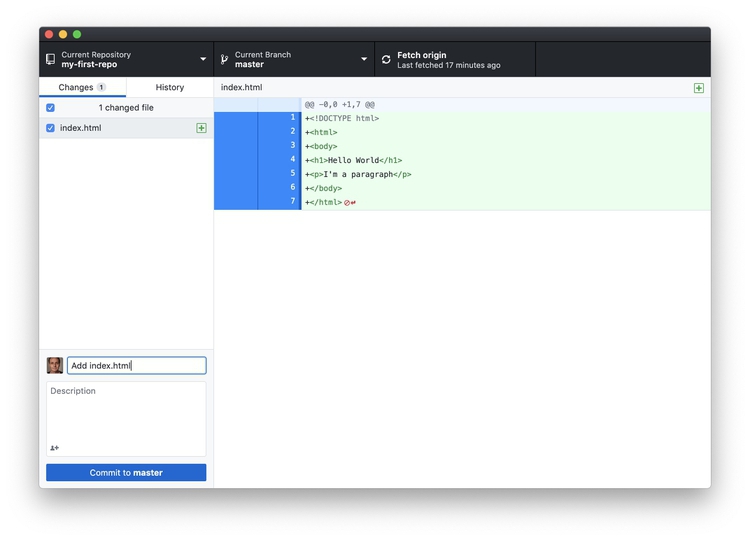 Current Repository
my-first-repo
Current Branch
master
Fetch origin
Last fetched 17 minutes ago
Changes 1
History
1 changed file
index.html
index.html
@@ -0,0 +1,7 @@
1 +<!DOCTYPE html>
2 +<html>
3 +<body>
4 +<h1>Hello World</h1>
5 +<p>I'm a paragraph</p>
6 +</body>
7 +</html>
Add index.html
Description
Commit to master